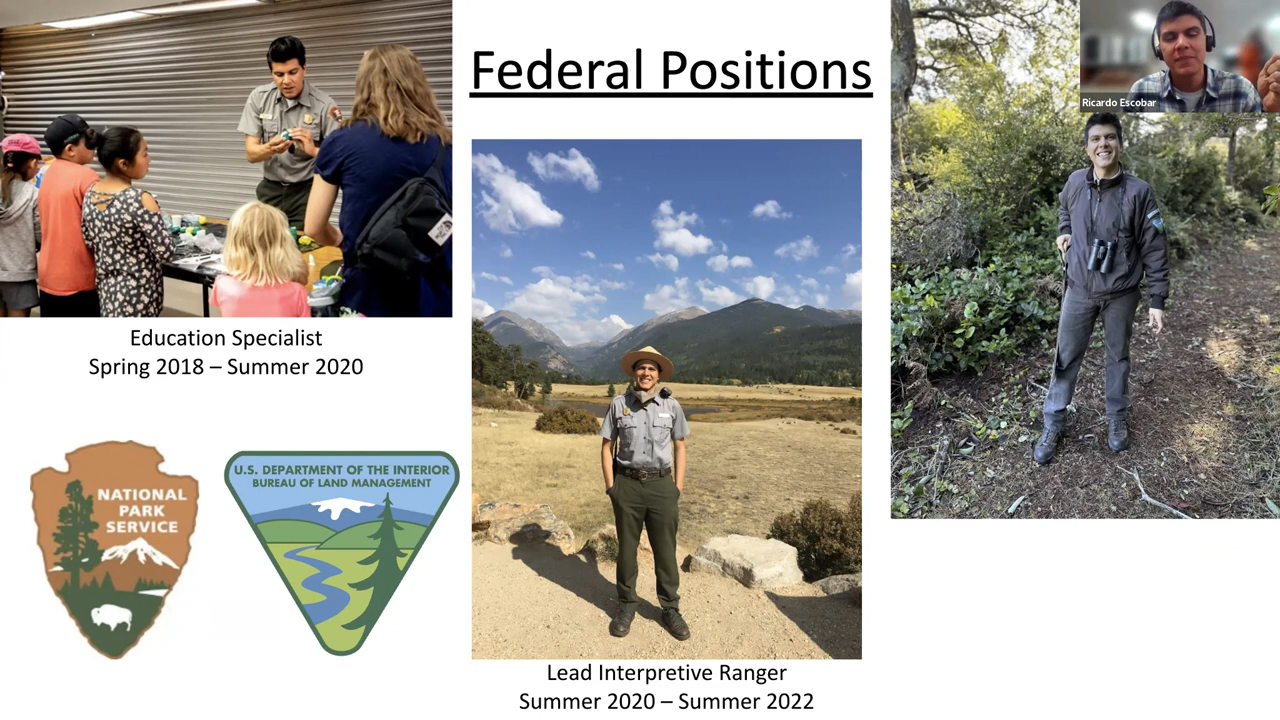 Federal Positions
Ricardo Escobar
Education Specialist
Spring 2018 – Summer 2020
NATIONAL
PARK
SERVICE
U.S. DEPARTMENT OF THE INTERIOR
BUREAU OF LAND MANAGEMENT
Lead Interpretive Ranger
Summer 2020 – Summer 2022